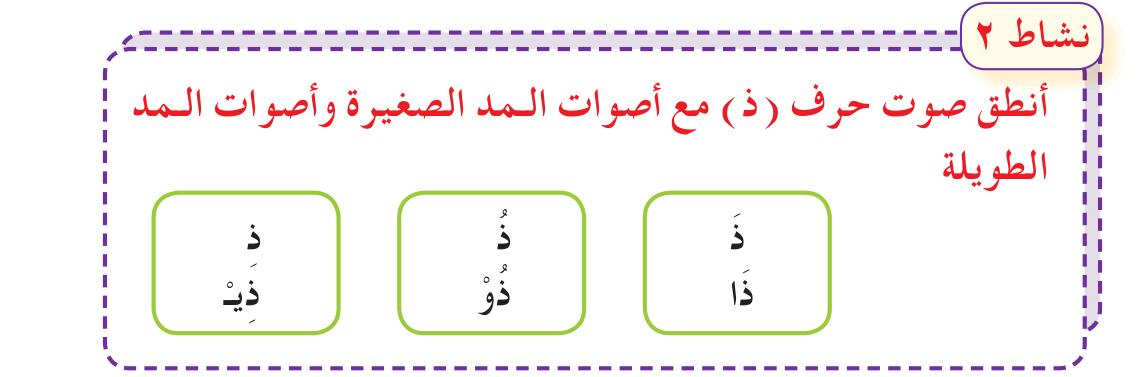 نشاط ٢
أنطق صوت حرف (ذ) مع أصوات الـمد الصغيرة وأصوات الـمد
الطويلة
ذَ
ذَا
ذُ
ذُوْ
ذِ
ذِيْـ